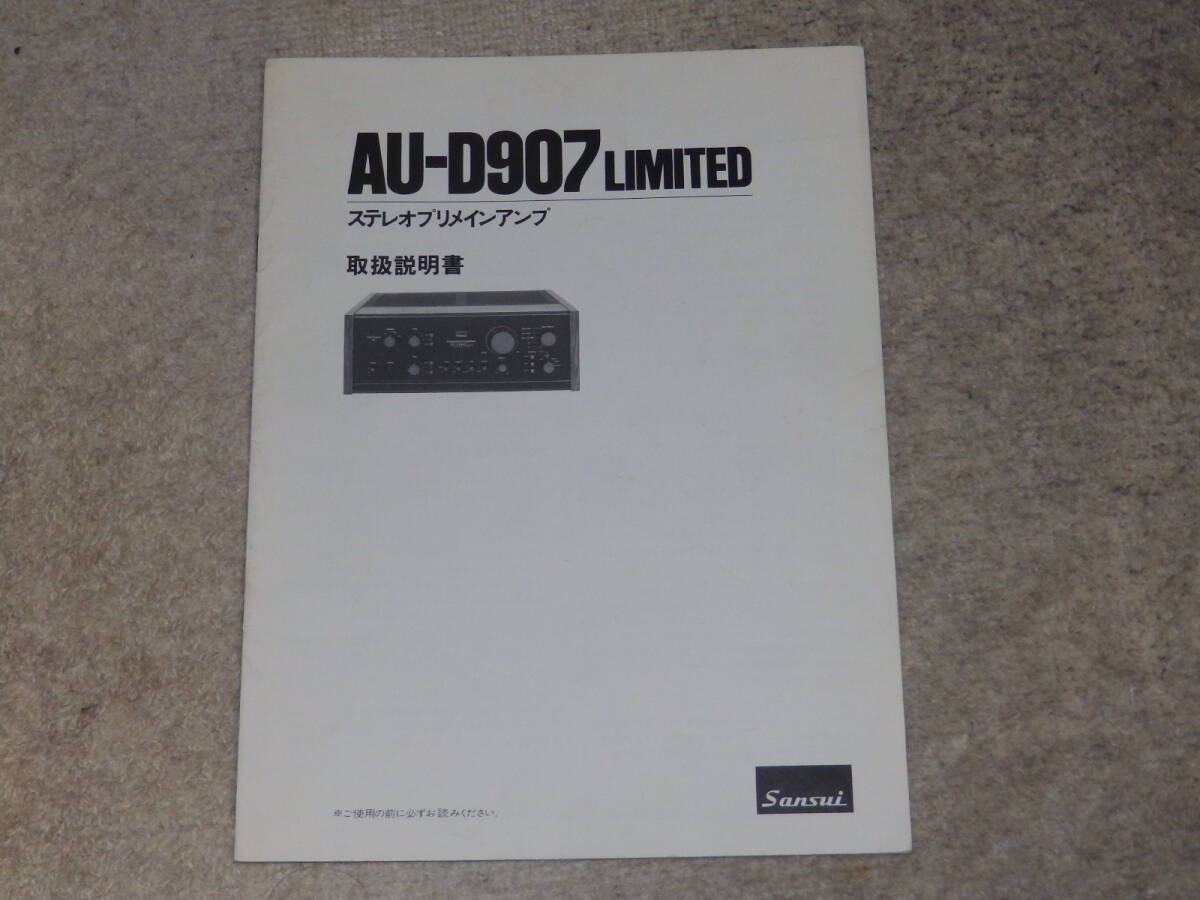 AU-D907 LIMITED
ステレオプリメインアンプ
取扱説明書
※ご使用の前に必ずお読みください。
Sansui